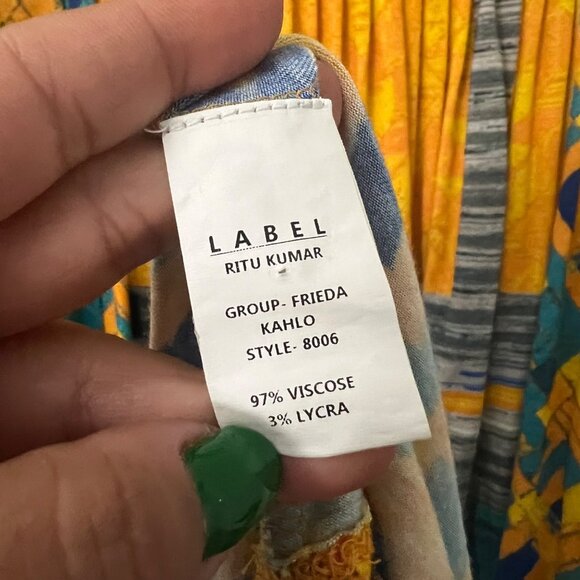 LABEL
RITU KUMAR
GROUP- FRIEDA
KAHLO
STYLE- 8006
97% VISCOSE
3% LYCRA